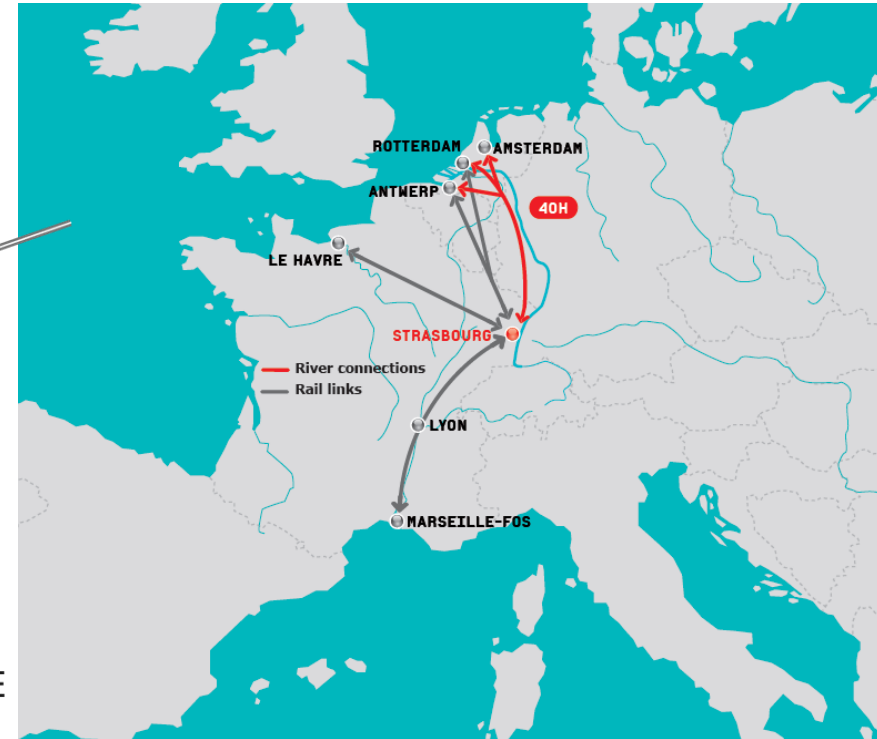 ROTTERDAM
AMSTERDAM
ANTWERP
40H
LE HAVRE
STRASBOURG
River connections
Rail links
LYON
MARSEILLE-FOS
E